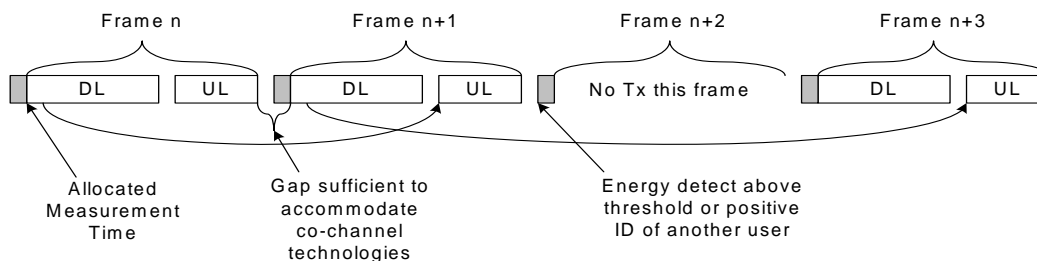 Frame n
Frame n+1
Frame n+2
Frame n+3
DL
UL
DL
UL
No Tx this frame
DL
UL
Allocated
Measurement
Time
Gap sufficient to
accommodate
co-channel
technologies
Energy detect above
threshold or positive
ID of another user